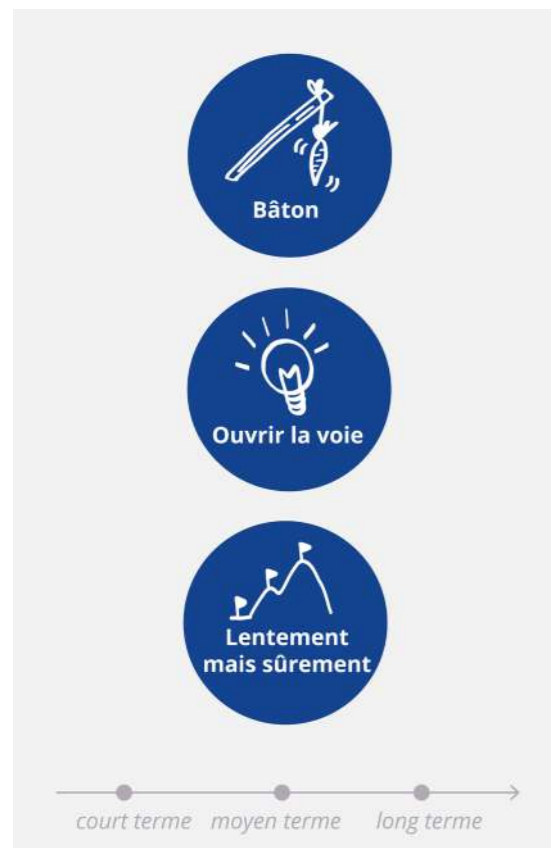 Bâton
Ouvrir la voie
Lentement
mais sûrement
court terme moyen terme long terme